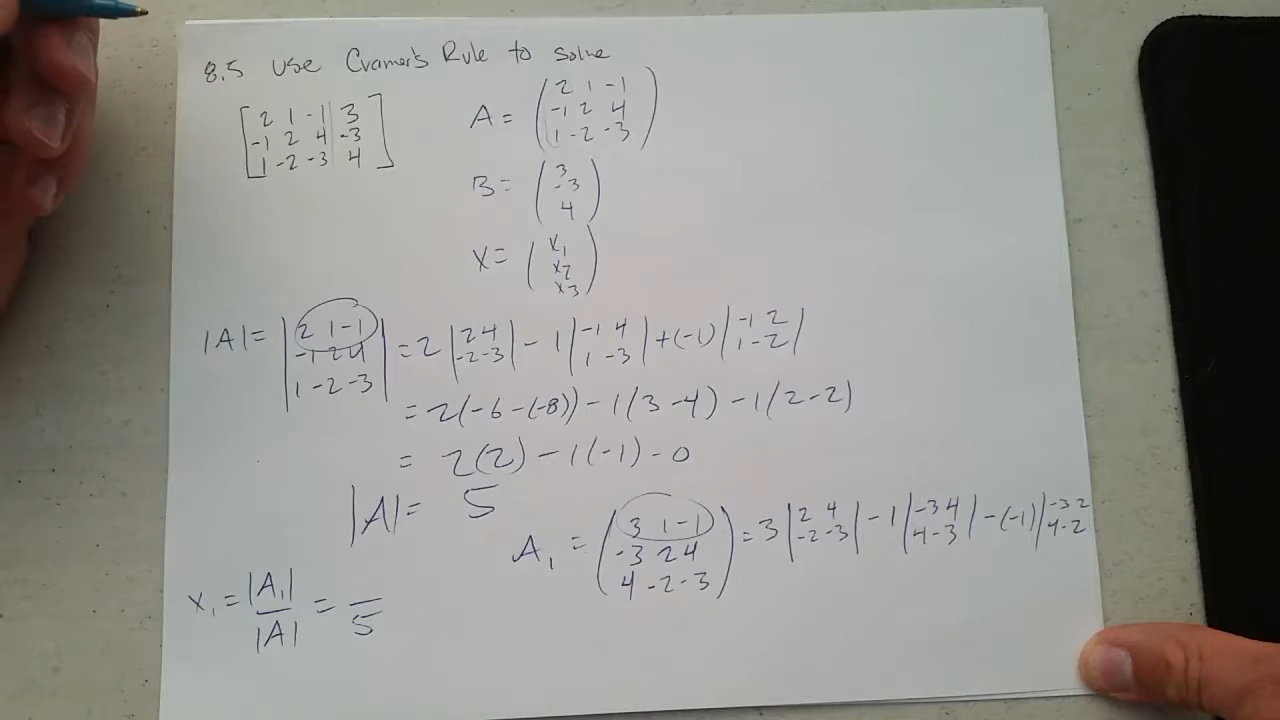 8.5 Use Cramer's Rule to solve
[ 2 1 -1 | 3
-1 2 4 | -3
1 -2 -3 | 4 ]
A = ( 2 1 -1
-1 2 4
1 -2 -3 )
B = ( 3
-3
4 )
X = ( x₁
x₂
x₃ )
|A| = | 2 1 -1
-1 2 4
1 -2 -3 | = 2 | 2 4
-2 -3 | - 1 | -1 4
1 -3 | + (-1) | -1 2
1 -2 |
= 2(-6 - (-8)) - 1(3 - 4) - 1(2 - 2)
= 2(2) - 1(-1) - 0
|A| = 5
A₁ = ( 3 1 -1
-3 2 4
4 -2 -3 ) = 3 | 2 4
-2 -3 | - 1 | -3 4
4 -3 | - (-1) | -3 2
4 -2
x₁ = |A₁|
|A| = —
5